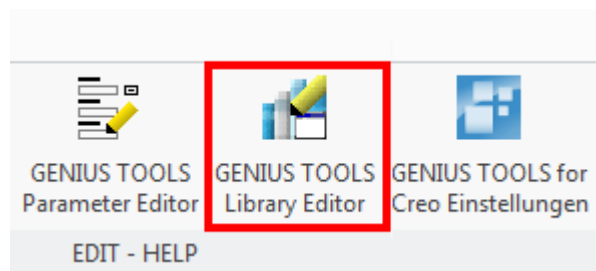 GENIUS TOOLS
Parameter Editor
GENIUS TOOLS
Library Editor
GENIUS TOOLS for
Creo Einstellungen
EDIT - HELP